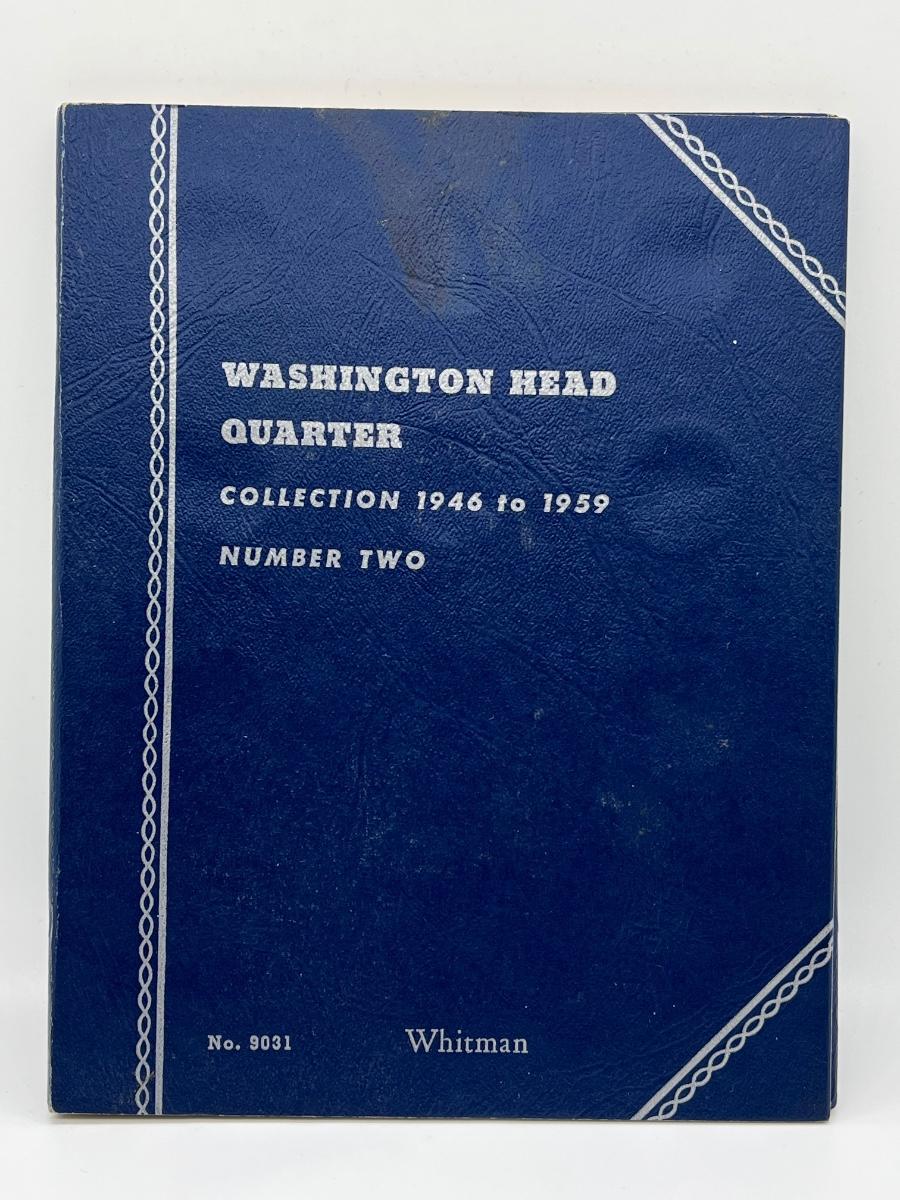 WASHINGTON HEAD
QUARTER
COLLECTION 1946 to 1959
NUMBER TWO
No. 9031 Whitman